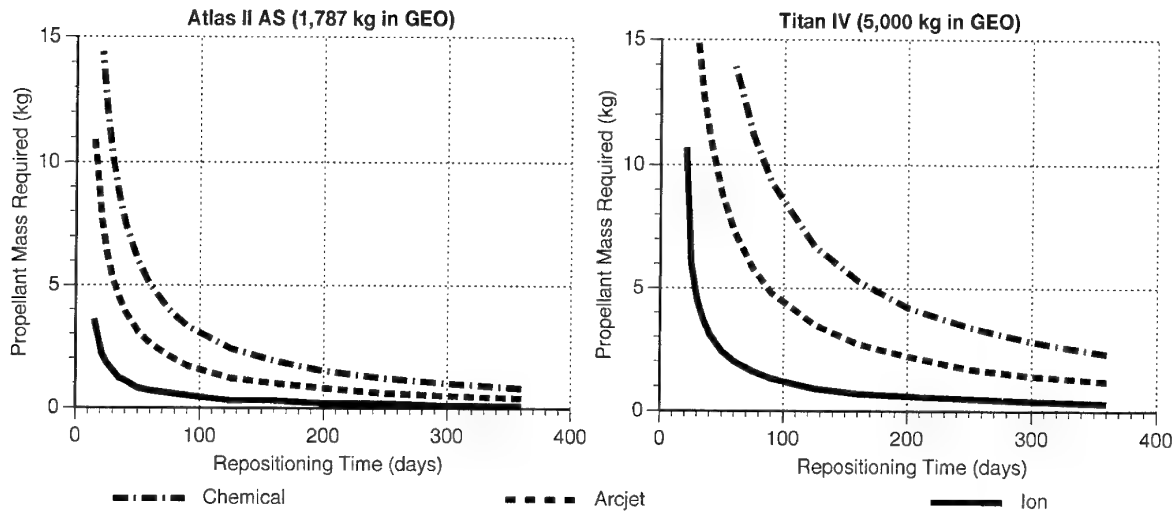 Atlas II AS (1,787 kg in GEO)
Propellant Mass Required (kg)
15
10
5
0
0 100 200 300 400
Repositioning Time (days)
Titan IV (5,000 kg in GEO)
Propellant Mass Required (kg)
15
10
5
0
0 100 200 300 400
Repositioning Time (days)
Chemical Arcjet Ion